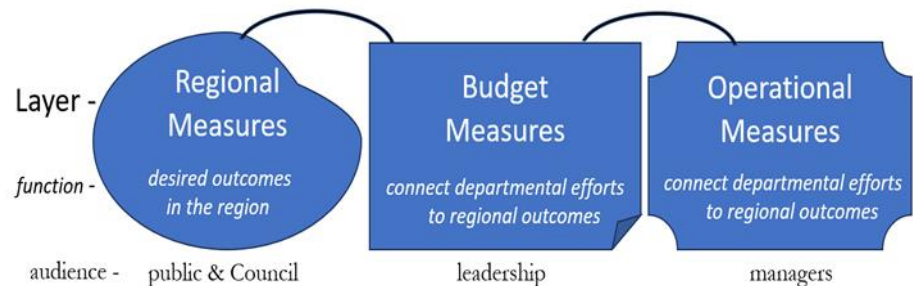 Layer -
Regional
Measures
Budget
Measures
Operational
Measures
function -
desired outcomes
in the region
connect departmental efforts
to regional outcomes
connect departmental efforts
to regional outcomes
audience -
public & Council
leadership
managers